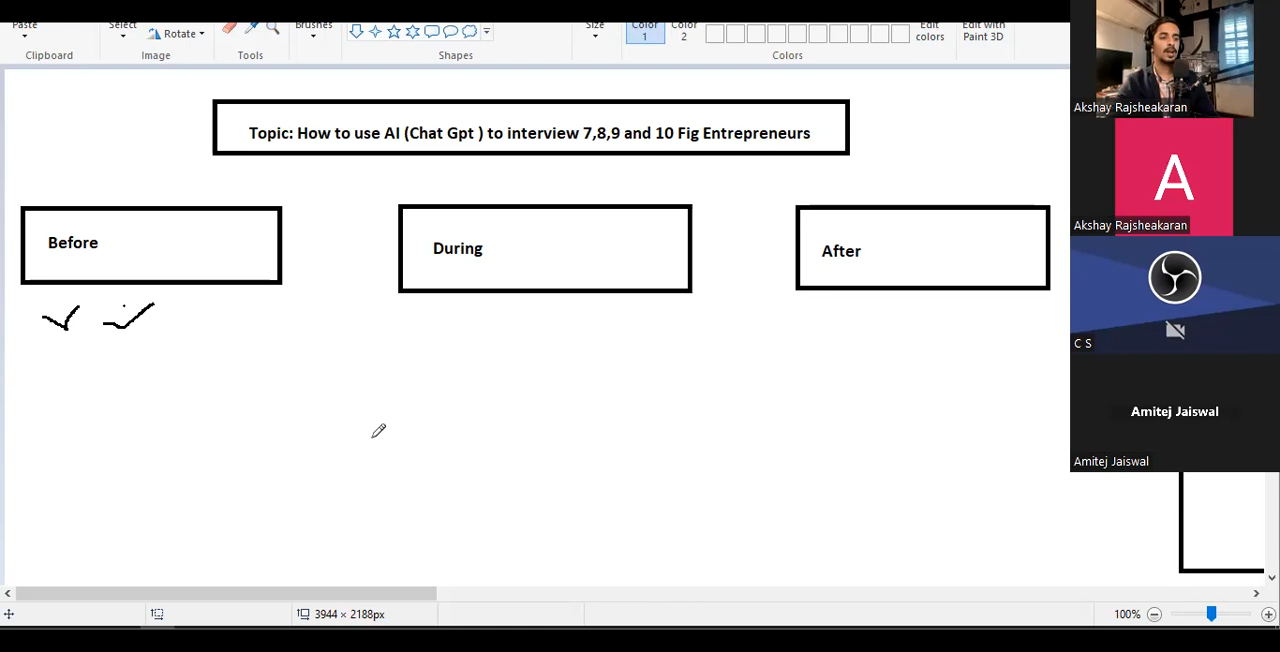 Paste
Select
Rotate
Brushes
Size
Color 1
Color 2
Edit colors
Edit with Paint 3D
Clipboard
Image
Tools
Shapes
Colors
Topic: How to use AI (Chat Gpt ) to interview 7,8,9 and 10 Fig Entrepreneurs
Before
During
After
Akshay Rajsheakaran
A
Akshay Rajsheakaran
C S
Amitej Jaiswal
Amitej Jaiswal
3944 × 2188px
100%